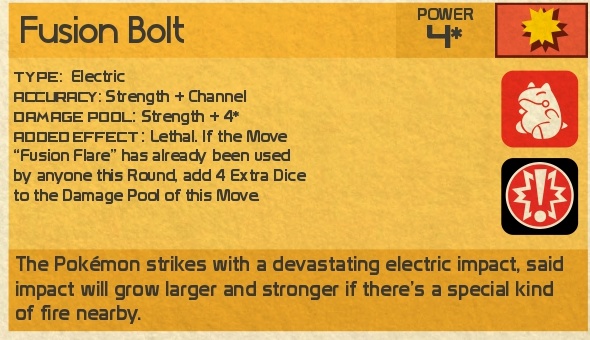 Fusion Bolt
POWER
4*
TYPE: Electric
ACCURACY: Strength + Channel
DAMAGE POOL: Strength + 4*
ADDED EFFECT: Lethal. If the Move
“Fusion Flare” has already been used
by anyone this Round, add 4 Extra Dice
to the Damage Pool of this Move.
The Pokémon strikes with a devastating electric impact, said
impact will grow larger and stronger if there's a special kind
of fire nearby.